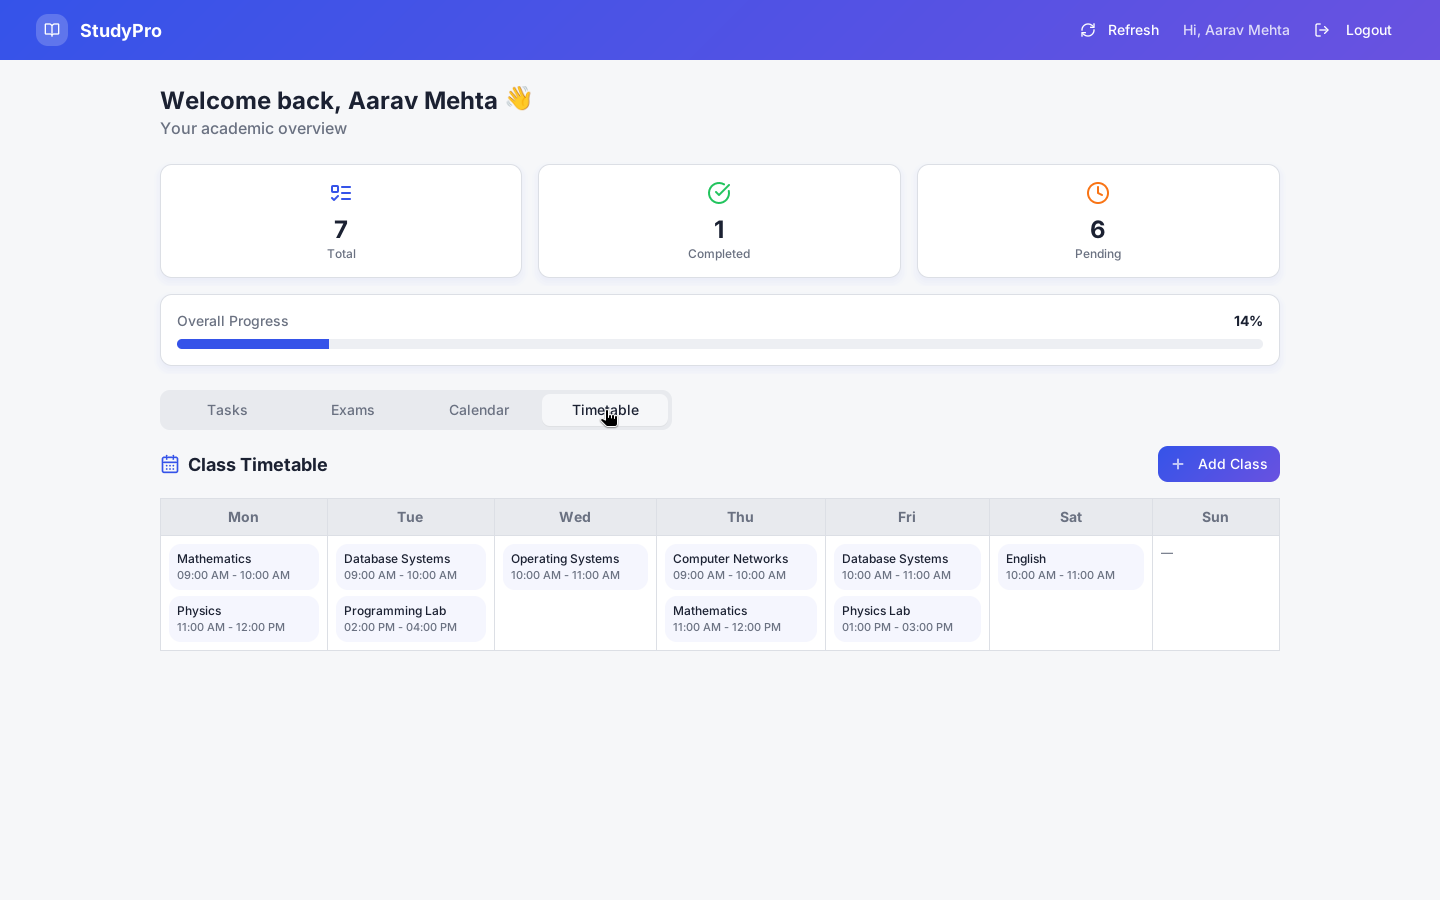 StudyPro
Refresh
Hi, Aarav Mehta
Logout
Welcome back, Aarav Mehta 👋
Your academic overview
7
Total
1
Completed
6
Pending
Overall Progress
14%
Tasks
Exams
Calendar
Timetable
Class Timetable
Add Class
Mon
Tue
Wed
Thu
Fri
Sat
Sun
Mathematics
09:00 AM - 10:00 AM
Physics
11:00 AM - 12:00 PM
Database Systems
09:00 AM - 10:00 AM
Programming Lab
02:00 PM - 04:00 PM
Operating Systems
10:00 AM - 11:00 AM
Computer Networks
09:00 AM - 10:00 AM
Mathematics
11:00 AM - 12:00 PM
Database Systems
10:00 AM - 11:00 AM
Physics Lab
01:00 PM - 03:00 PM
English
10:00 AM - 11:00 AM
—